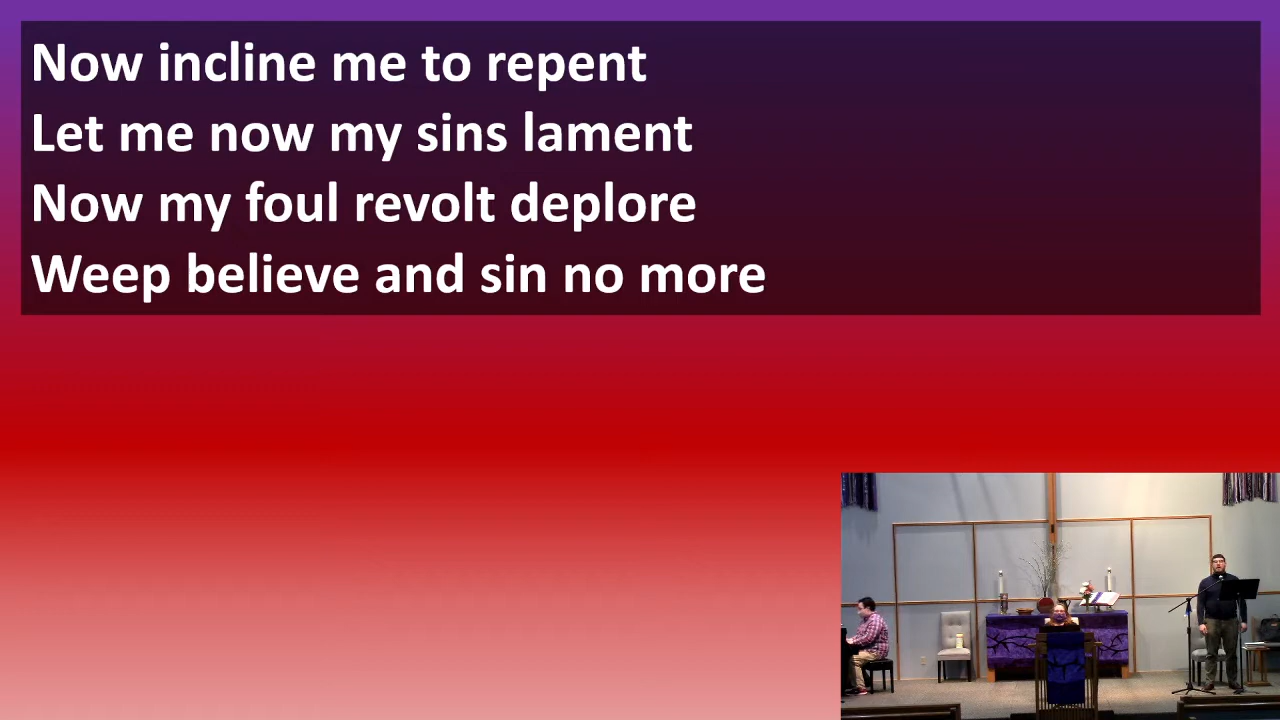 Now incline me to repent
Let me now my sins lament
Now my foul revolt deplore
Weep believe and sin no more